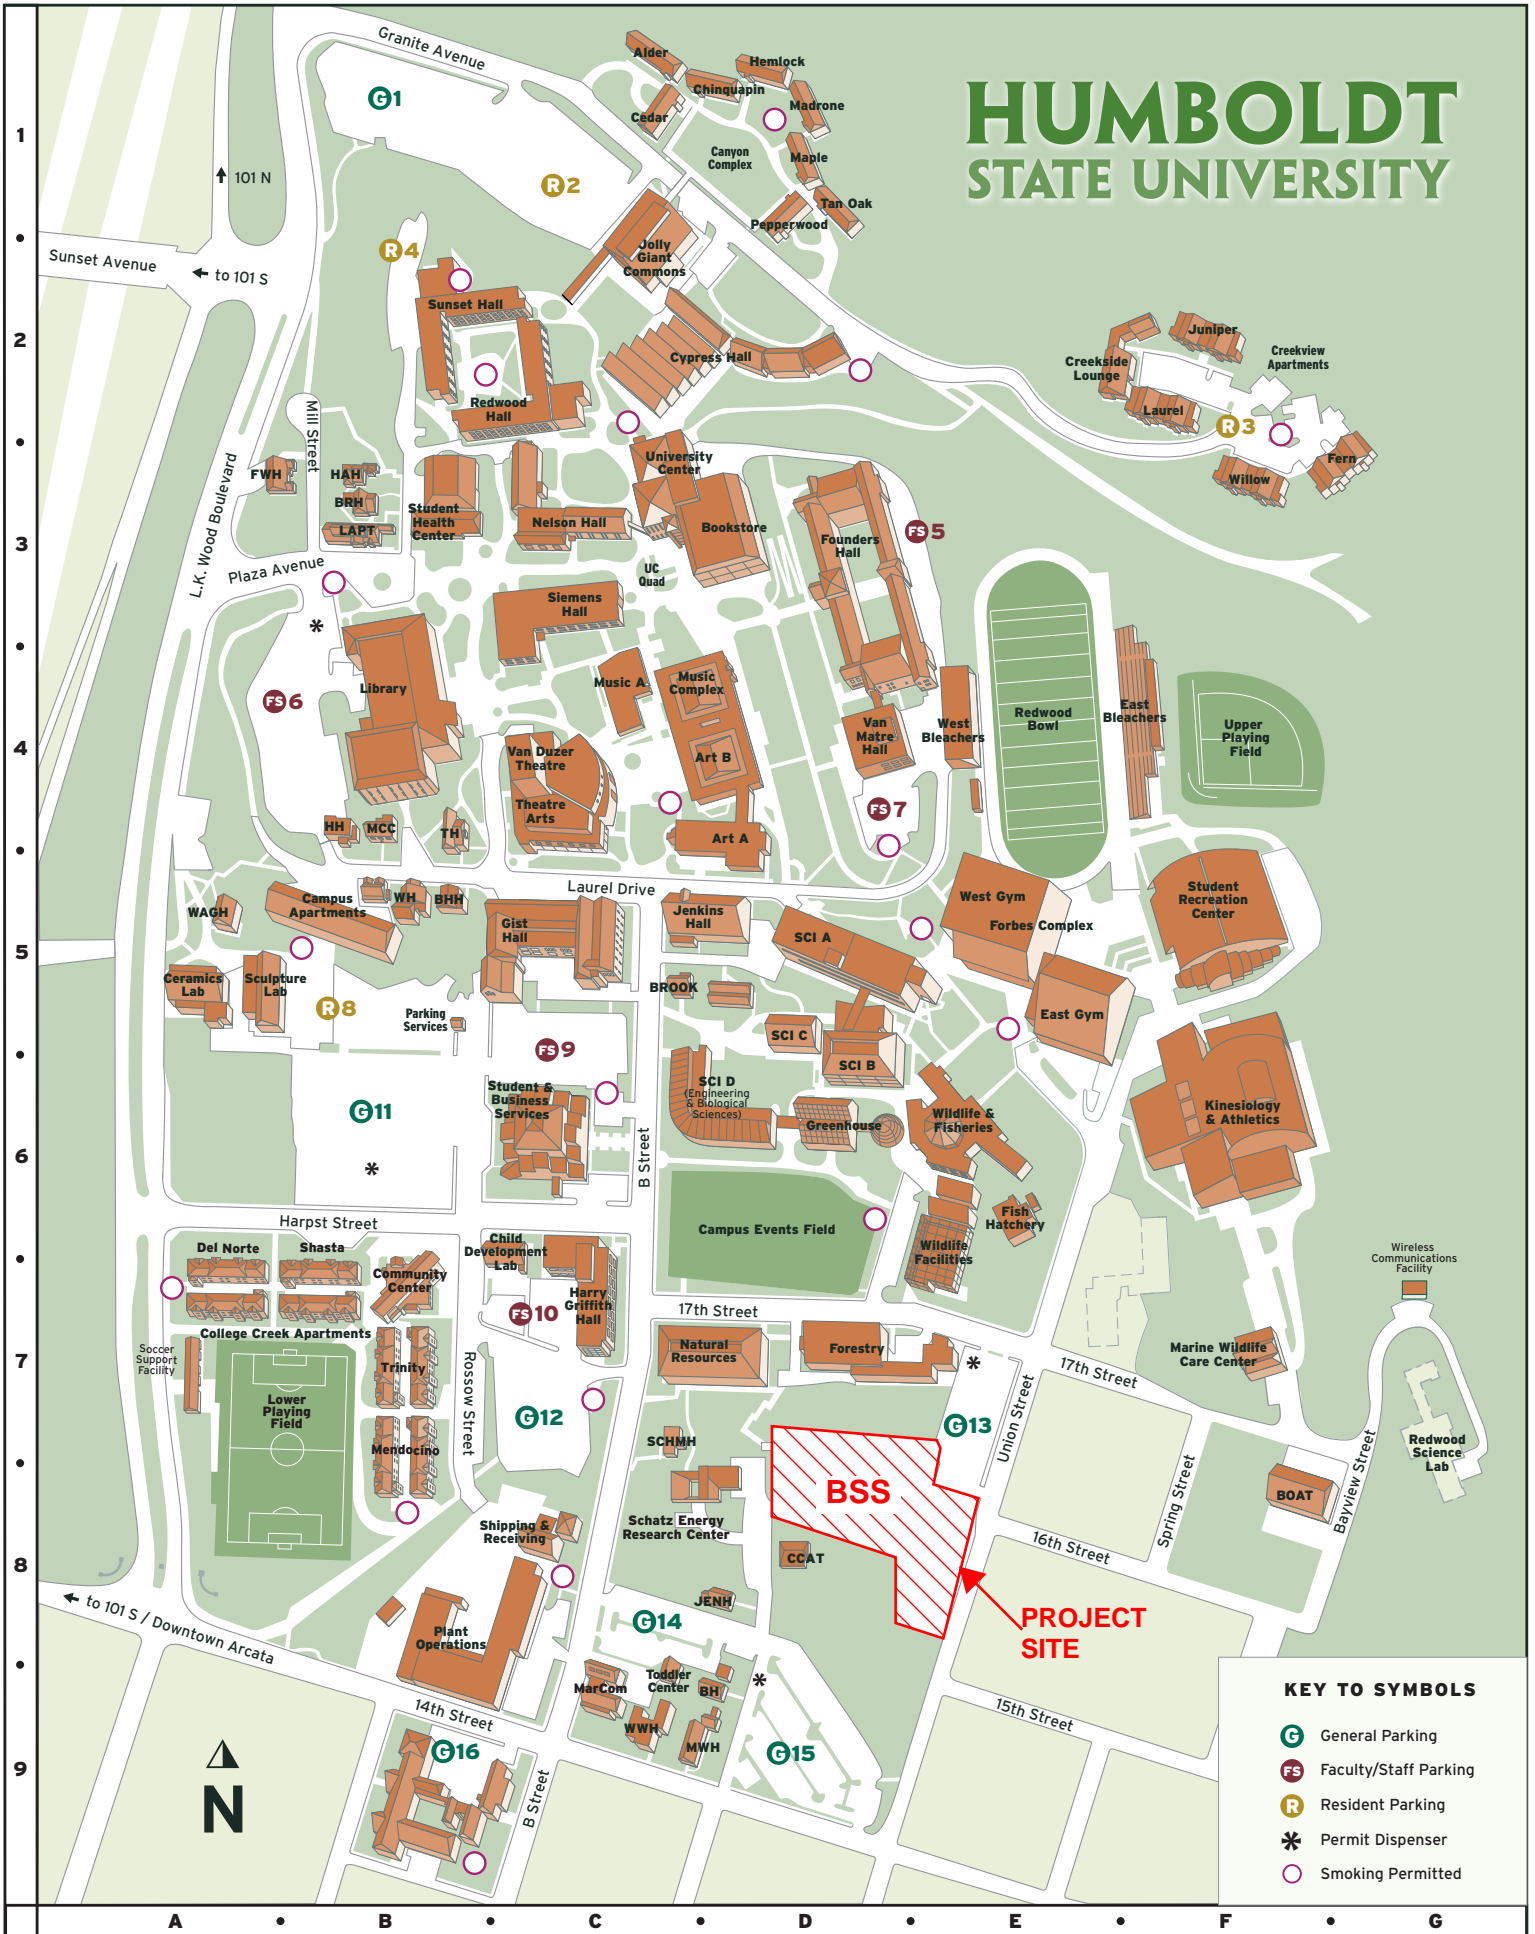 HUMBOLDT
STATE UNIVERSITY
Granite Avenue
G1
R2
101 N
Sunset Avenue
to 101 S
R4
Alder
Hemlock
Chinquapin
Madrone
Cedar
Canyon
Complex
Maple
Tan Oak
Pepperwood
Jolly
Giant
Commons
Sunset Hall
Redwood
Hall
Cypress Hall
Juniper
Creekside
Lounge
Creekview
Apartments
Laurel
R3
Fern
Willow
Mill Street
L.K. Wood Boulevard
FWH
HAH
BRH
LAPT
Student
Health
Center
Nelson Hall
University
Center
Bookstore
Founders
Hall
FS5
Plaza Avenue
UC
Quad
Siemens
Hall
FS6
Library
Music A
Music
Complex
Art B
Van
Matre
Hall
West
Bleachers
Redwood
Bowl
East
Bleachers
Upper
Playing
Field
Van Duzer
Theatre
Theatre
Arts
HH
MCC
TH
Art A
FS7
Laurel Drive
WAGH
Campus
Apartments
WH
BHH
Gist
Hall
Jenkins
Hall
SCI A
West Gym
Forbes Complex
Student
Recreation
Center
Ceramics
Lab
Sculpture
Lab
R8
Parking
Services
BROOK
East Gym
SCI C
SCI B
FS9
G11
Student &
Business
Services
SCI D
(Engineering
& Biological
Sciences)
Greenhouse
Wildlife &
Fisheries
Kinesiology
& Athletics
B Street
Campus Events Field
Fish
Hatchery
Wildlife
Facilities
Harpst Street
Del Norte
Shasta
Community
Center
Child
Development
Lab
FS10
Harry
Griffith
Hall
College Creek Apartments
17th Street
Wireless
Communications
Facility
Soccer
Support
Facility
Lower
Playing
Field
Trinity
Mendocino
Rossow Street
G12
Natural
Resources
Forestry
G13
Union Street
17th Street
Marine Wildlife
Care Center
Redwood
Science
Lab
Bayview Street
Spring Street
BOAT
SCHMH
Schatz Energy
Research Center
BSS
CCAT
16th Street
PROJECT
SITE
Shipping &
Receiving
JENH
G14
to 101 S / Downtown Arcata
Plant
Operations
MarCom
Toddler
Center
BH
WWH
MWH
G15
15th Street
14th Street
G16
B Street
N
KEY TO SYMBOLS
G General Parking
FS Faculty/Staff Parking
R Resident Parking
* Permit Dispenser
Smoking Permitted
1
2
3
4
5
6
7
8
9
A
B
C
D
E
F
G